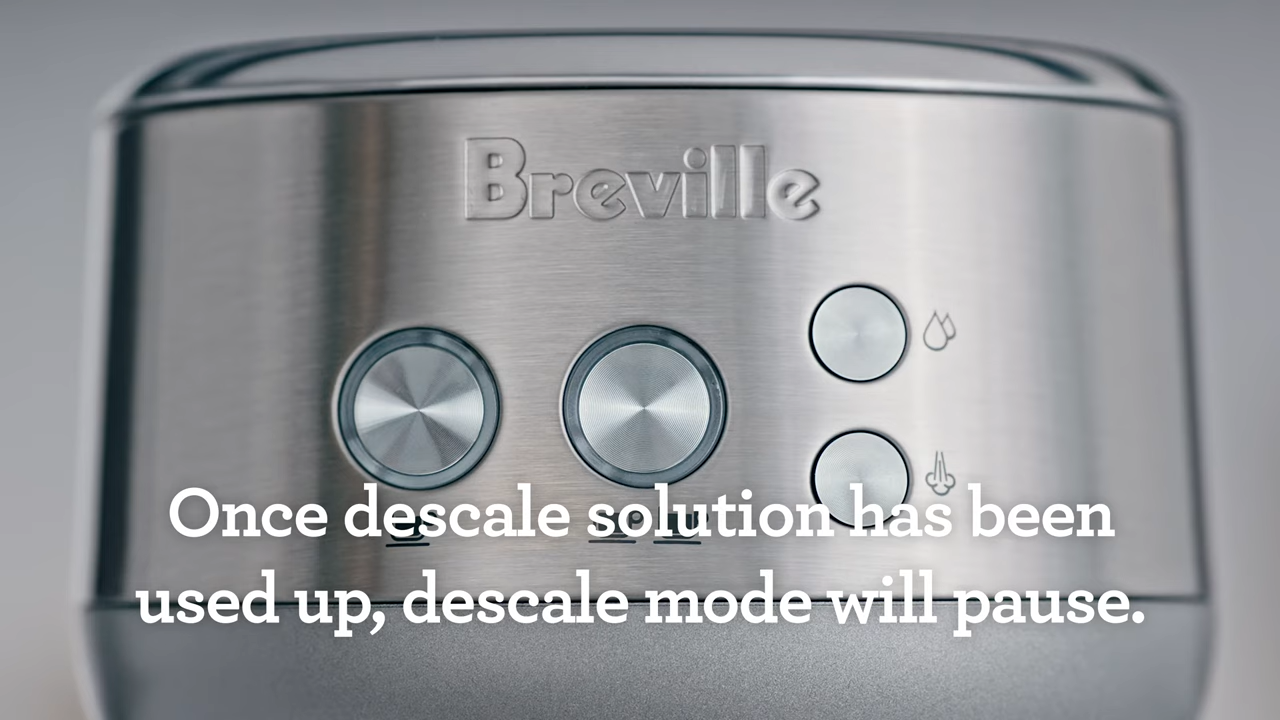 Breville
Once descale solution has been
used up, descale mode will pause.